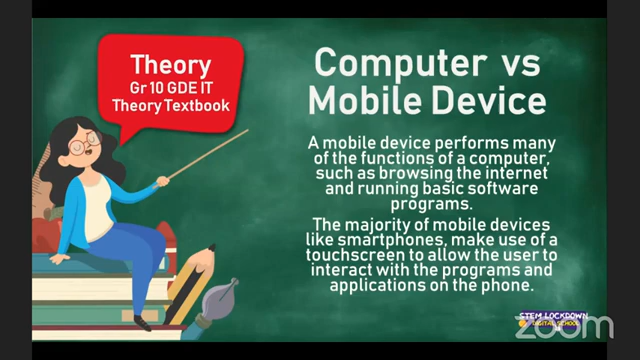 Theory
Gr 10 GDE IT
Theory Textbook
Computer vs
Mobile Device
A mobile device performs many
of the functions of a computer,
such as browsing the internet
and running basic software
programs.
The majority of mobile devices
like smartphones, make use of a
touchscreen to allow the user to
interact with the programs and
applications on the phone.
STEM LOCKDOWN
DIGITAL SCHOOL
zoom